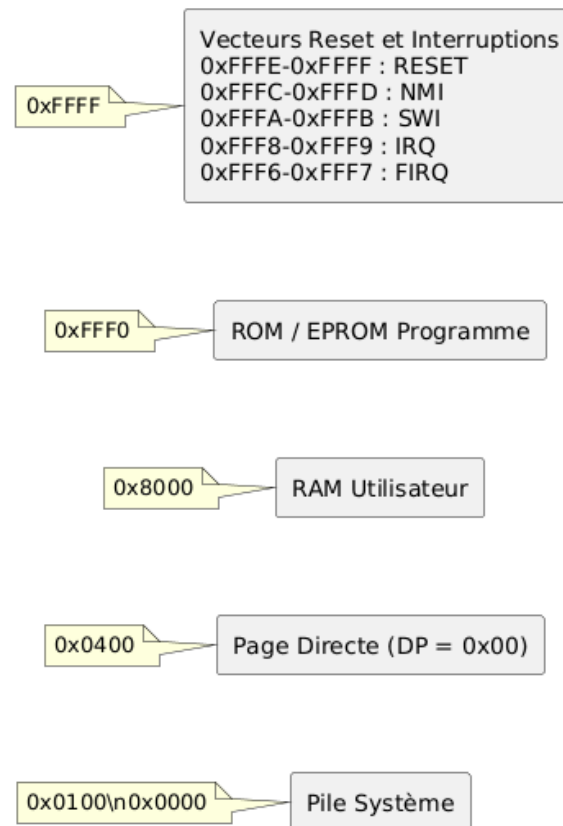 Vecteurs Reset et Interruptions
0xFFFE-0xFFFF : RESET
0xFFFF
0xFFFC-0xFFFD : NMI
0xFFFA-0xFFFB : SWI
0xFFF8-0xFFF9 : IRQ
0xFFF6-0xFFF7 : FIRQ
0xFFF0
ROM / EPROM Programme
0x8000
RAM Utilisateur
0x0400
Page Directe (DP = 0x00)
0x0100\n0x0000
Pile Système